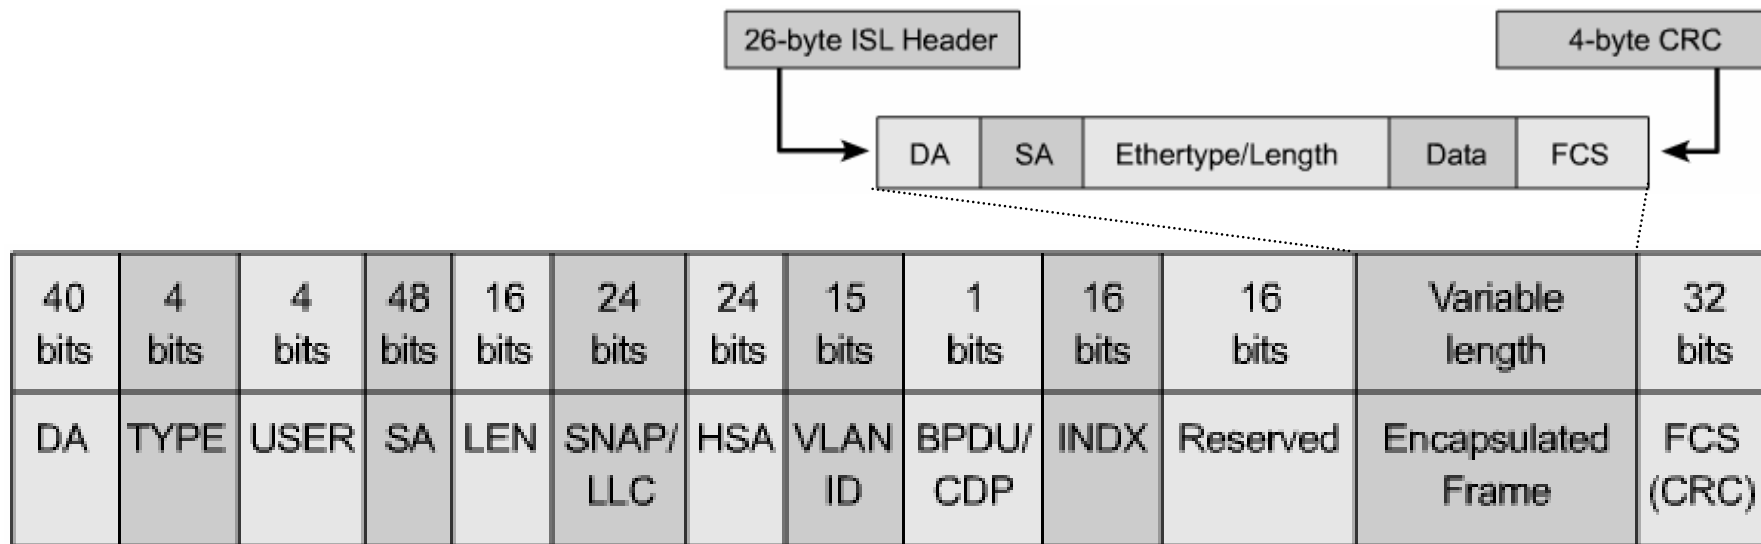 26-byte ISL Header
4-byte CRC
DA SA Ethertype/Length Data FCS
40 4 4 48 16 24 24 15 1 16 16 Variable 32
bits bits bits bits bits bits bits bits bits bits bits length bits
DA TYPE USER SA LEN SNAP/ HSA VLAN BPDU/ INDX Reserved Encapsulated FCS
LLC ID CDP Frame (CRC)